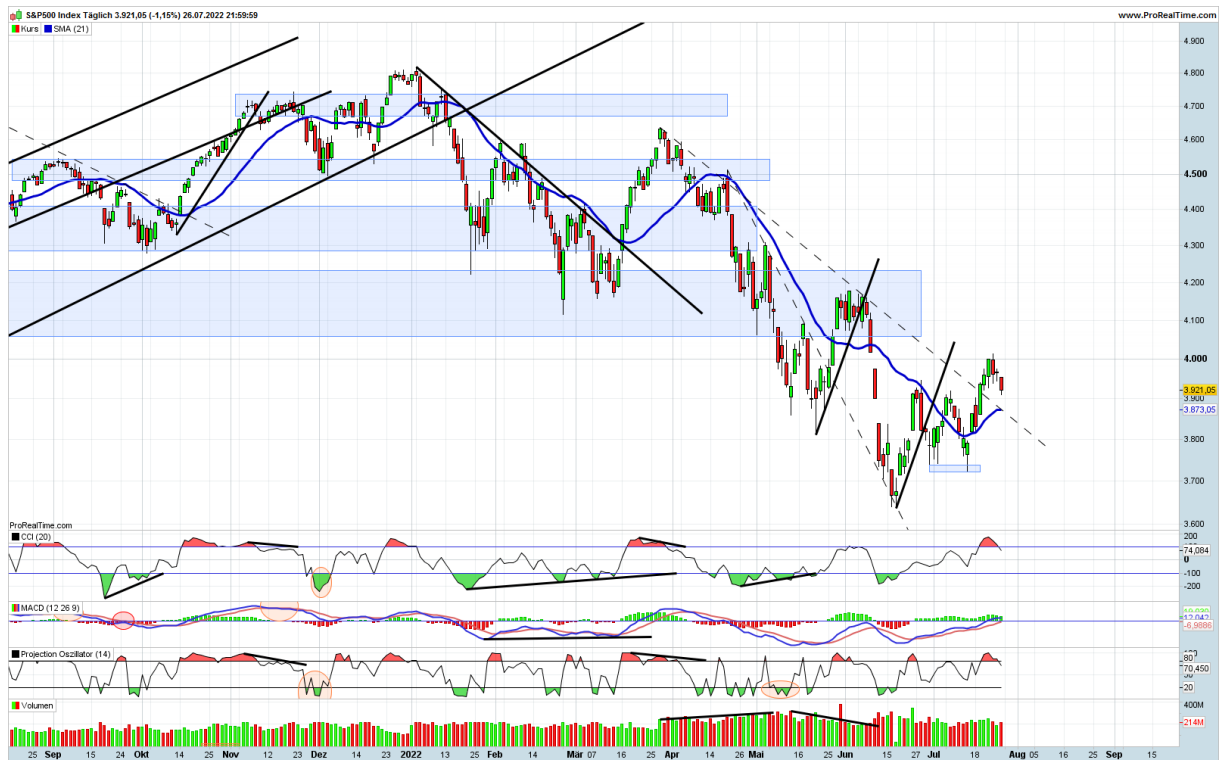 S&P500 Index Täglich 3.921,05 (-1,15%) 26.07.2022 21:59:59
www.ProRealTime.com
Kurs SMA (21)
4.900
4.800
4.700
4.600
4.500
4.400
4.300
4.200
4.100
4.000
3.921,05
3.900
3.873,05
3.800
3.700
3.600
ProRealTime.com
CCI (20)
200
74,084
0
-100
-200
MACD (12 26 9)
12,042
-6,9886
Projection Oszillator (14)
80
70,450
20
Volumen
400M
214M
25 Sep 15 24 Okt 14 25 Nov 12 23 Dez 14 23 2022 13 Feb 14 Mär 07 16 25 Apr 14 26 Mai 16 25 Jun 15 27 Jul 18 Aug 05 16 25 Sep 15